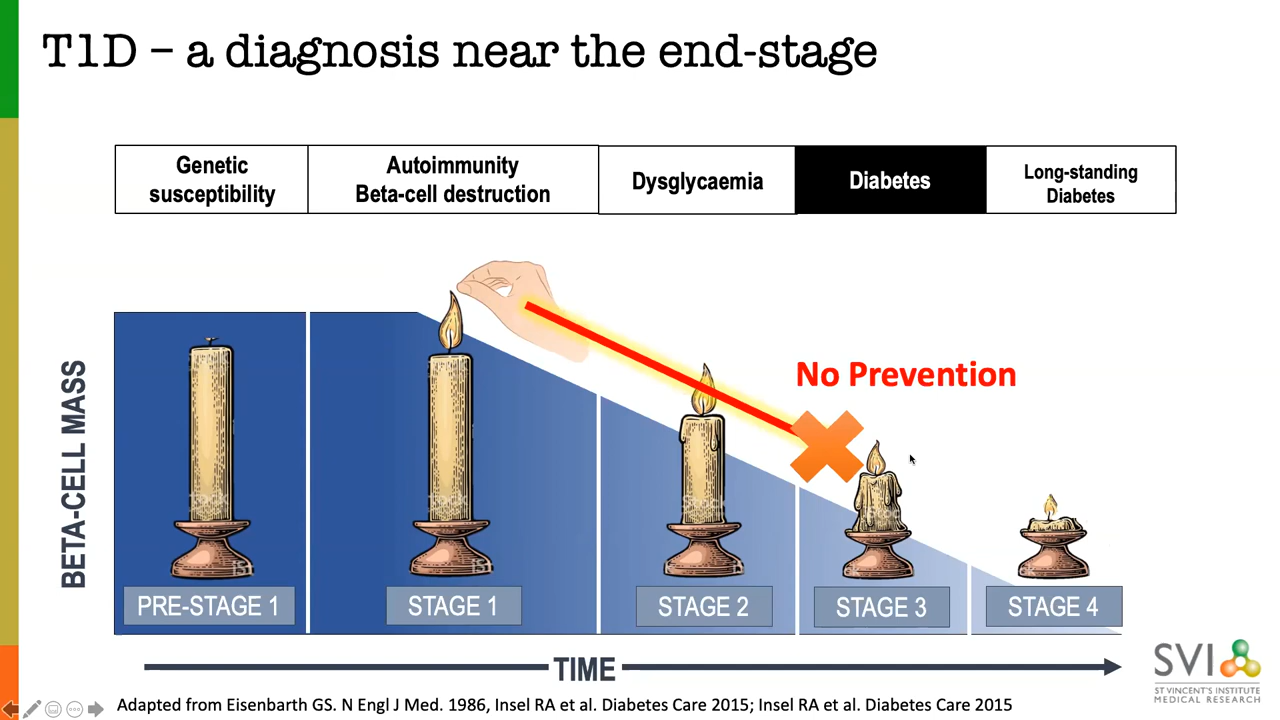 T1D – a diagnosis near the end-stage
Genetic
susceptibility
Autoimmunity
Beta-cell destruction
Dysglycaemia
Diabetes
Long-standing
Diabetes
No Prevention
BETA-CELL MASS
PRE-STAGE 1
STAGE 1
STAGE 2
STAGE 3
STAGE 4
TIME
SVI
ST VINCENT'S INSTITUTE
MEDICAL RESEARCH
Adapted from Eisenbarth GS. N Engl J Med. 1986, Insel RA et al. Diabetes Care 2015; Insel RA et al. Diabetes Care 2015